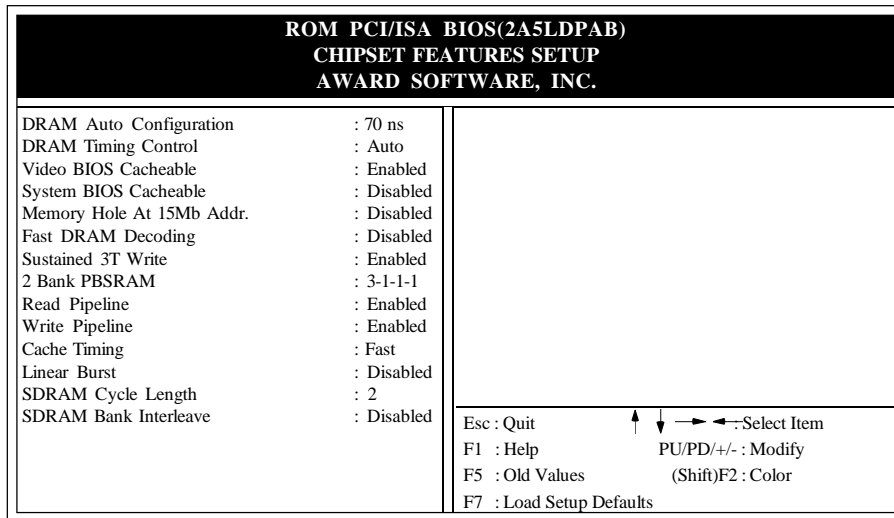 ROM PCI/ISA BIOS(2A5LDPAB)
CHIPSET FEATURES SETUP
AWARD SOFTWARE, INC.
DRAM Auto Configuration : 70 ns
DRAM Timing Control : Auto
Video BIOS Cacheable : Enabled
System BIOS Cacheable : Disabled
Memory Hole At 15Mb Addr. : Disabled
Fast DRAM Decoding : Disabled
Sustained 3T Write : Enabled
2 Bank PBSRAM : 3-1-1-1
Read Pipeline : Enabled
Write Pipeline : Enabled
Cache Timing : Fast
Linear Burst : Disabled
SDRAM Cycle Length : 2
SDRAM Bank Interleave : Disabled
Esc : Quit ↑ ↓ → ← : Select Item
F1 : Help PU/PD/+/- : Modify
F5 : Old Values (Shift)F2 : Color
F7 : Load Setup Defaults